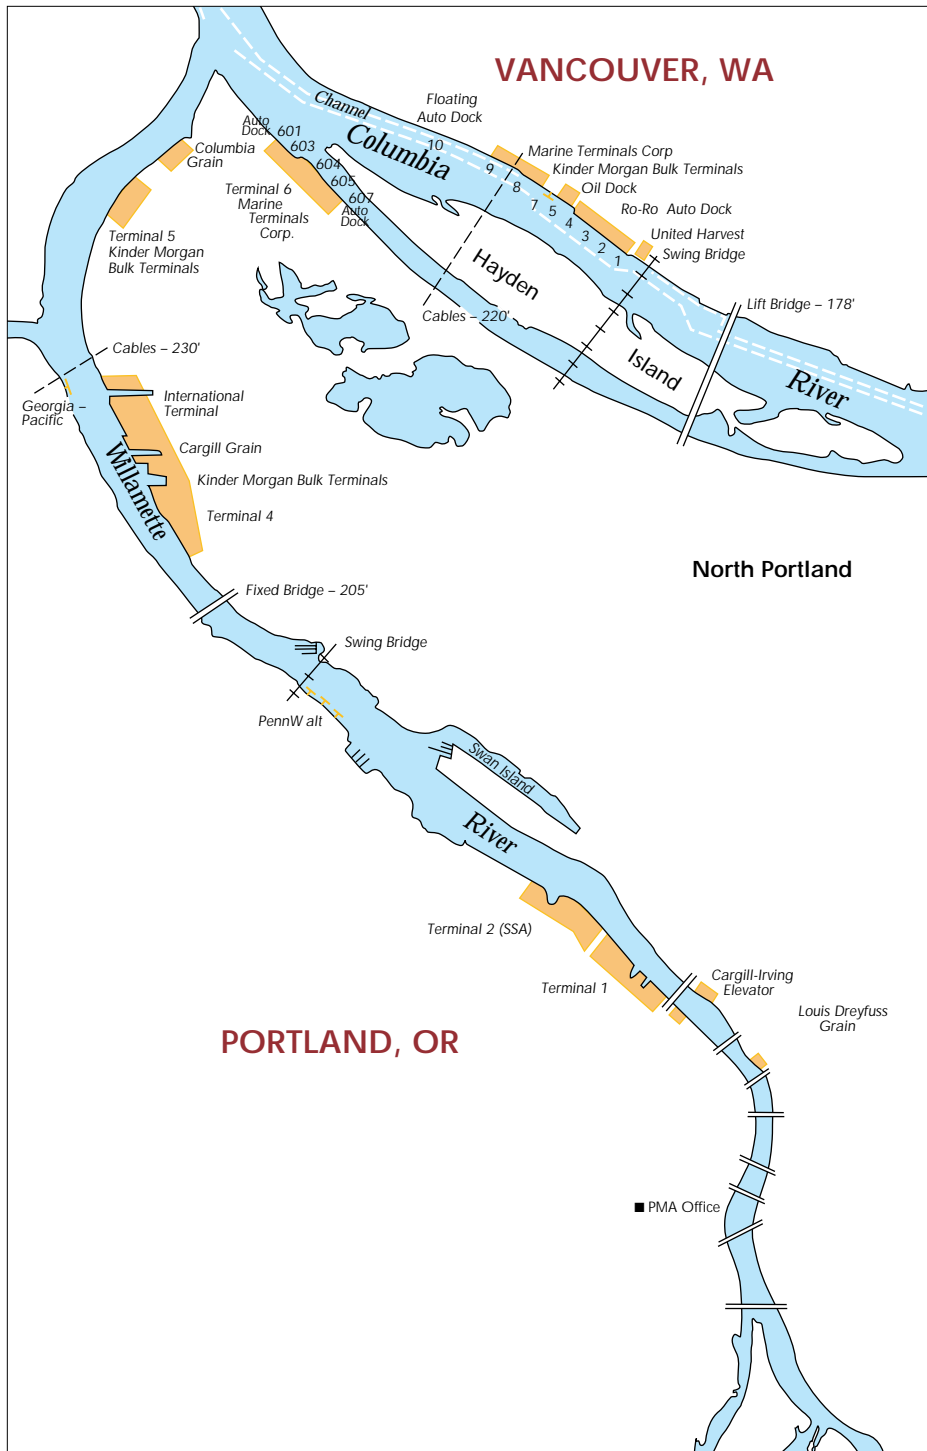 VANCOUVER, WA
Channel
Floating
Auto Dock
Columbia
10
9
8
7
5
4
3
2
1
Marine Terminals Corp
Kinder Morgan Bulk Terminals
Oil Dock
Ro-Ro Auto Dock
United Harvest
Swing Bridge
Auto
Dock
601
603
604
605
607
Auto
Dock
Columbia
Grain
Terminal 6
Marine
Terminals
Corp.
Terminal 5
Kinder Morgan
Bulk Terminals
Hayden
Island
Cables – 220'
Lift Bridge – 178'
River
Cables – 230'
Georgia –
Pacific
International
Terminal
Cargill Grain
Kinder Morgan Bulk Terminals
Terminal 4
Willamette
North Portland
Fixed Bridge – 205'
Swing Bridge
PennW alt
Swan Island
River
Terminal 2 (SSA)
Terminal 1
Cargill-Irving
Elevator
Louis Dreyfuss
Grain
PORTLAND, OR
PMA Office